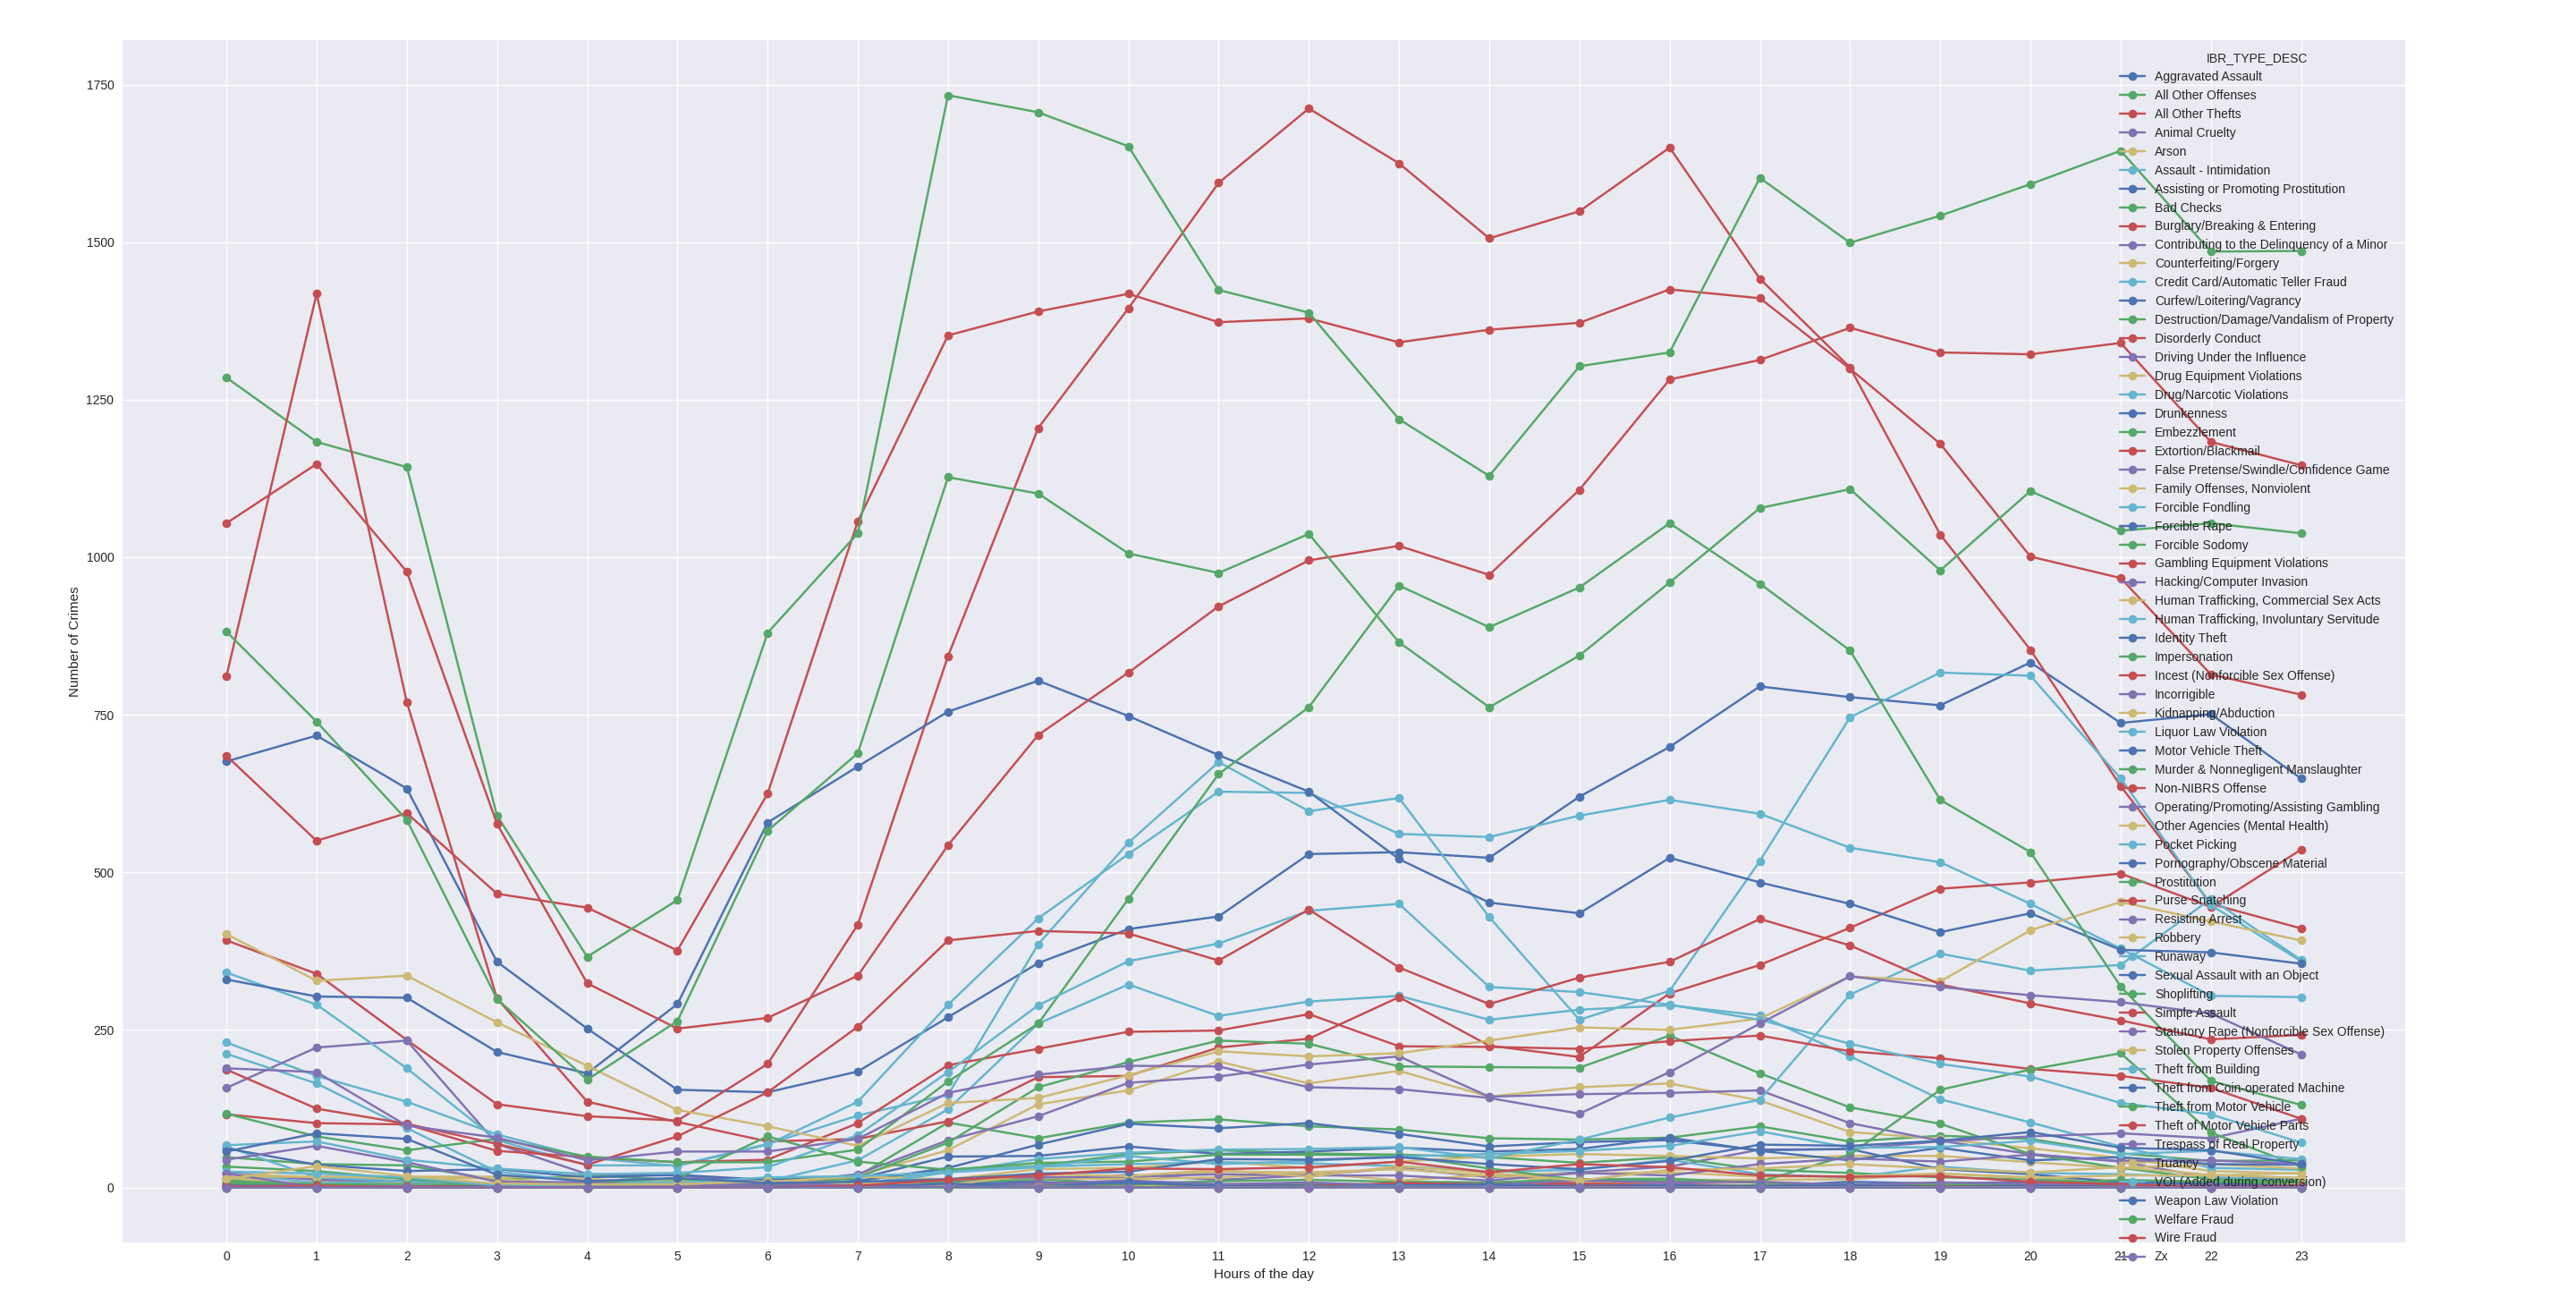 IBR_TYPE_DESC
Aggravated Assault
All Other Offenses
All Other Thefts
Animal Cruelty
Arson
Assault - Intimidation
Assisting or Promoting Prostitution
Bad Checks
Burglary/Breaking & Entering
Contributing to the Delinquency of a Minor
Counterfeiting/Forgery
Credit Card/Automatic Teller Fraud
Curfew/Loitering/Vagrancy
Destruction/Damage/Vandalism of Property
Disorderly Conduct
Driving Under the Influence
Drug Equipment Violations
Drug/Narcotic Violations
Drunkenness
Embezzlement
Extortion/Blackmail
False Pretense/Swindle/Confidence Game
Family Offenses, Nonviolent
Forcible Fondling
Forcible Rape
Forcible Sodomy
Gambling Equipment Violations
Hacking/Computer Invasion
Human Trafficking, Commercial Sex Acts
Human Trafficking, Involuntary Servitude
Identity Theft
Impersonation
Incest (Nonforcible Sex Offense)
Incorrigible
Kidnapping/Abduction
Liquor Law Violation
Motor Vehicle Theft
Murder & Nonnegligent Manslaughter
Non-NIBRS Offense
Operating/Promoting/Assisting Gambling
Other Agencies (Mental Health)
Pocket Picking
Pornography/Obscene Material
Prostitution
Purse Snatching
Resisting Arrest
Robbery
Runaway
Sexual Assault with an Object
Shoplifting
Simple Assault
Statutory Rape (Nonforcible Sex Offense)
Stolen Property Offenses
Theft from Building
Theft from Coin-operated Machine
Theft from Motor Vehicle
Theft of Motor Vehicle Parts
Trespass of Real Property
Truancy
VOI (Added during conversion)
Weapon Law Violation
Welfare Fraud
Wire Fraud
Zx
1750
1500
1250
1000
750
500
250
0
Number of Crimes
0 1 2 3 4 5 6 7 8 9 10 11 12 13 14 15 16 17 18 19 20 21 22 23
Hours of the day